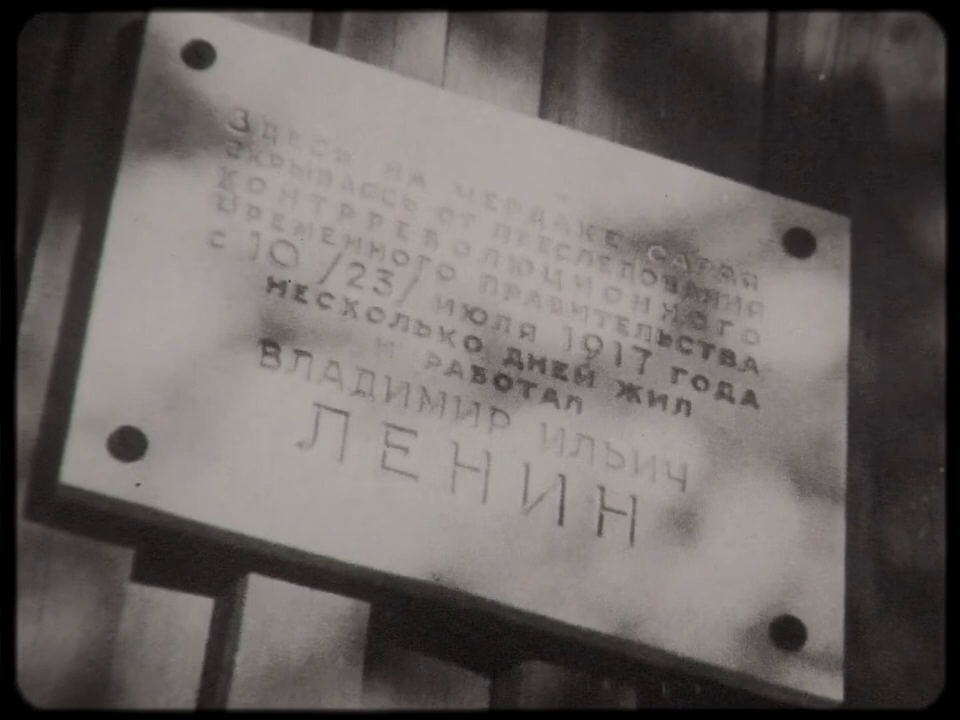 ЗДЕСЬ НА ЧЕРДАКЕ САРАЯ
СКРЫВАЯСЬ ОТ ПРЕСЛЕДОВАНИЯ
КОНТРРЕВОЛЮЦИОННОГО
ВРЕМЕННОГО ПРАВИТЕЛЬСТВА
С 10 /23/ ИЮЛЯ 1917 ГОДА
НЕСКОЛЬКО ДНЕЙ ЖИЛ
И РАБОТАЛ
ВЛАДИМИР ИЛЬИЧ
ЛЕНИН